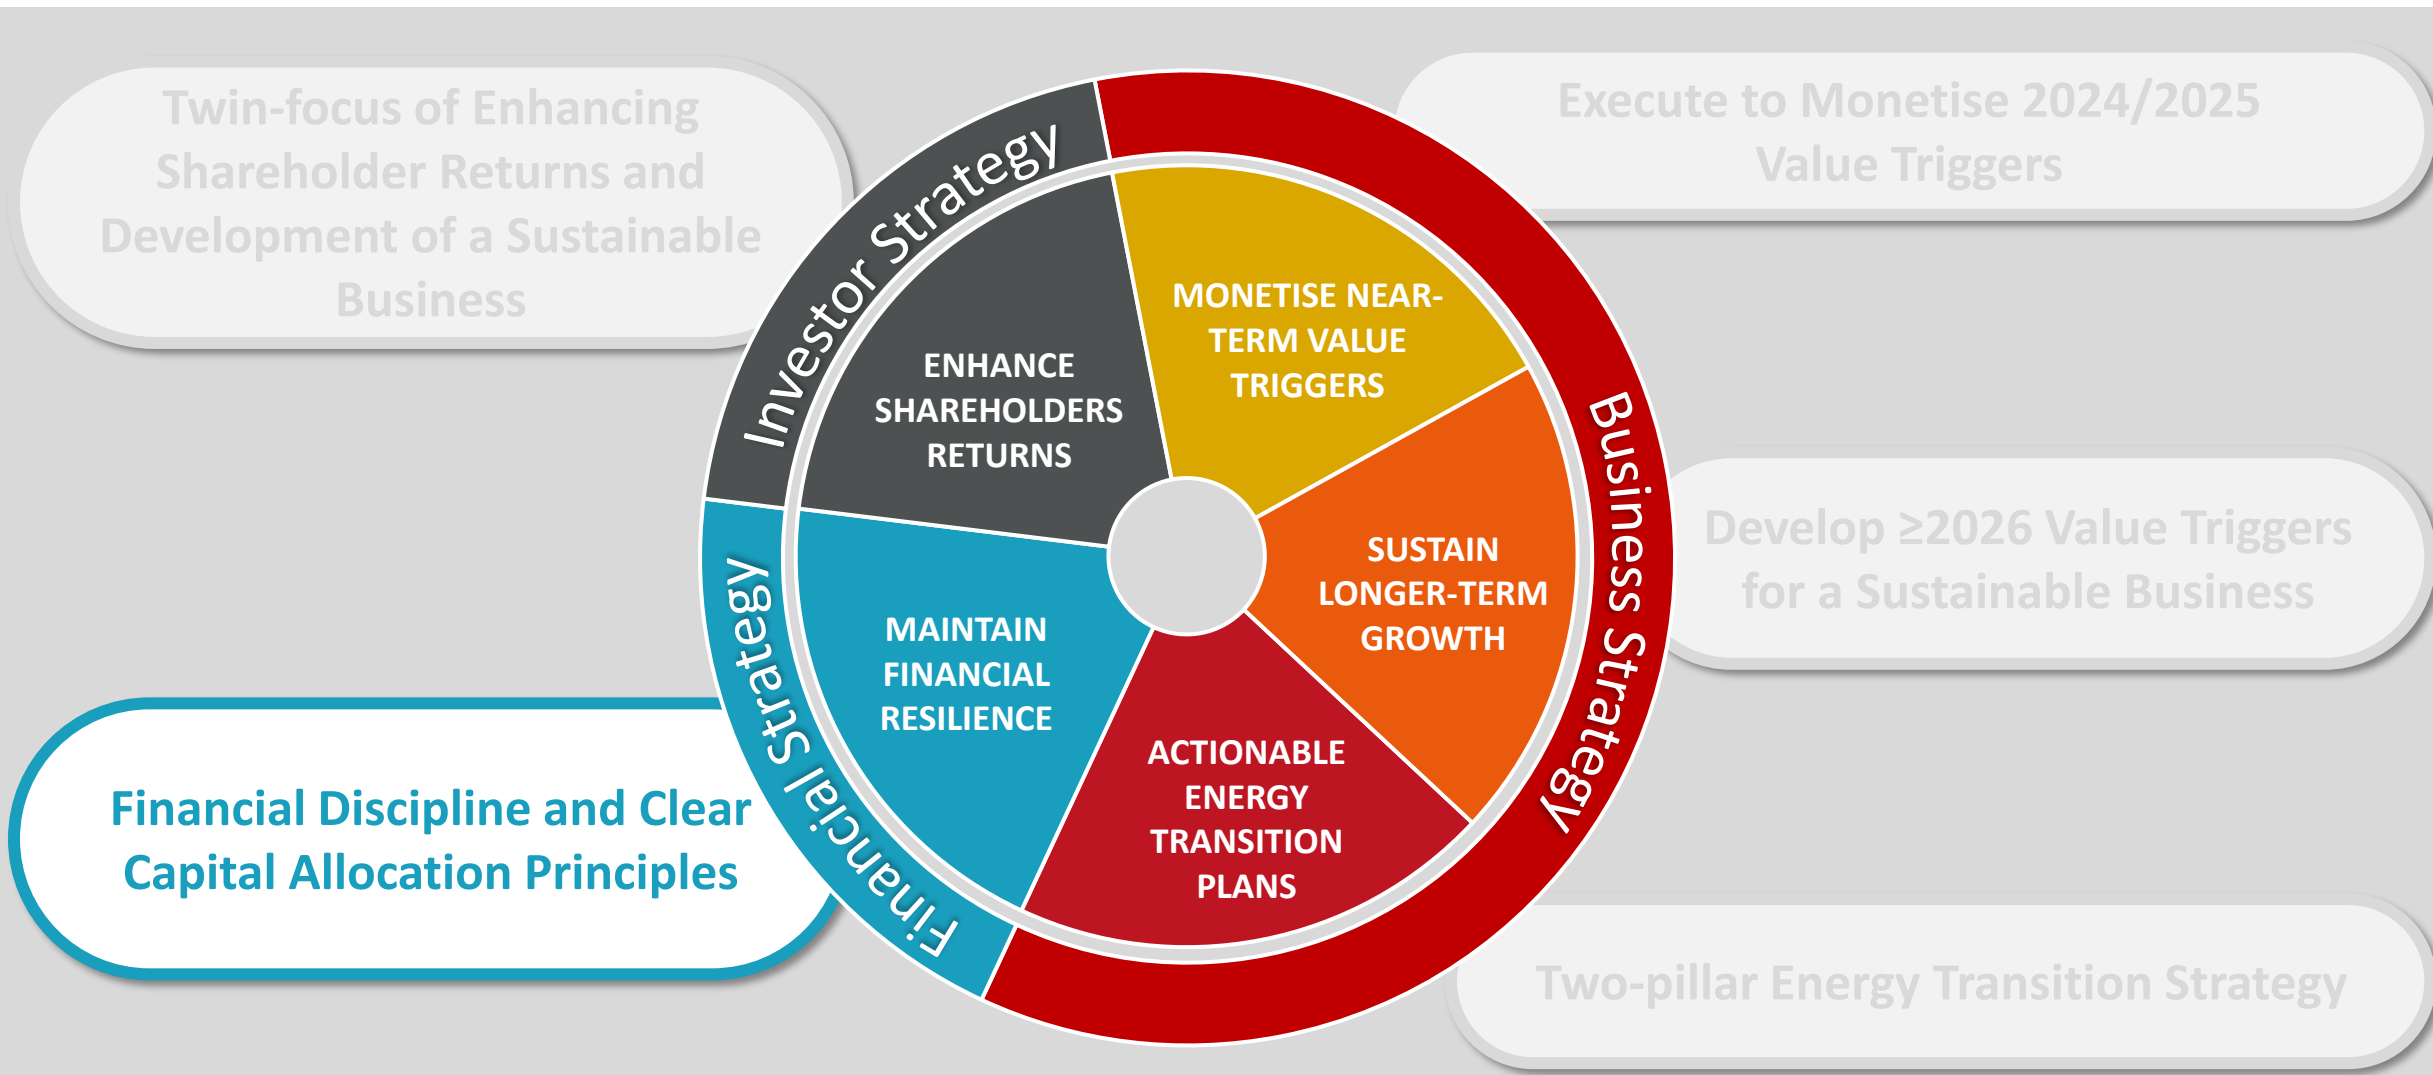 Twin-focus of Enhancing
Shareholder Returns and
Development of a Sustainable
Business
Execute to Monetise 2024/2025
Value Triggers
Investor Strategy
ENHANCE
SHAREHOLDERS
RETURNS
MONETISE NEAR-
TERM VALUE
TRIGGERS
Business Strategy
SUSTAIN
LONGER-TERM
GROWTH
Develop ≥2026 Value Triggers
for a Sustainable Business
Financial Strategy
MAINTAIN
FINANCIAL
RESILIENCE
ACTIONABLE
ENERGY
TRANSITION
PLANS
Financial Discipline and Clear
Capital Allocation Principles
Two-pillar Energy Transition Strategy